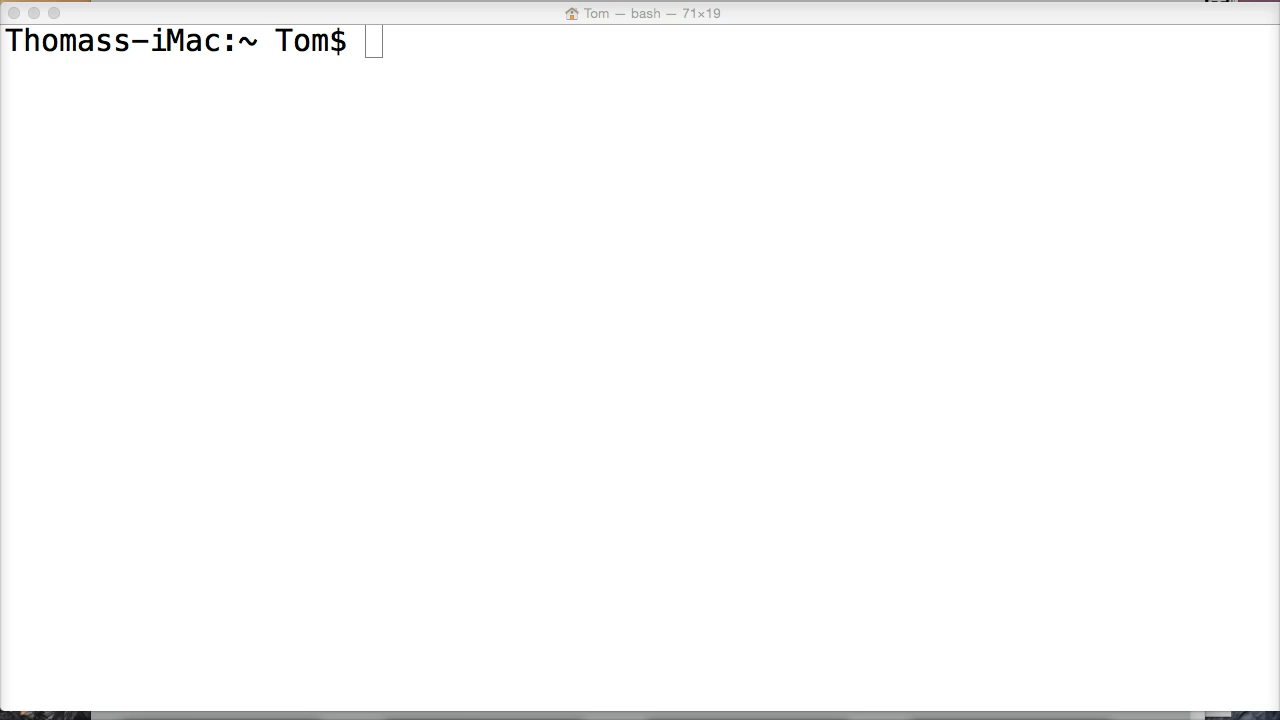 Tom — bash — 71×19
Thomass-iMac:~ Tom$